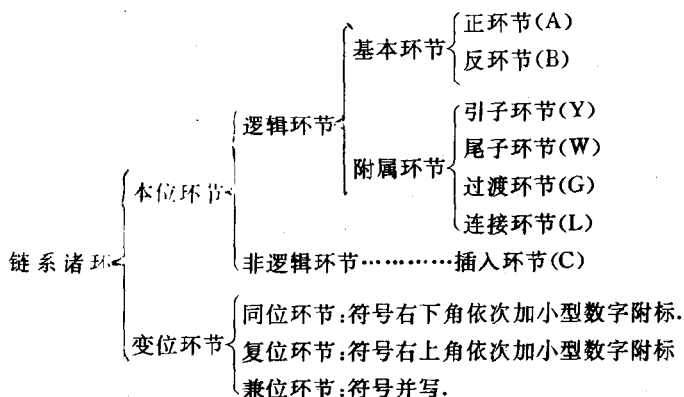 正环节(A)
基本环节
反环节(B)
逻辑环节
引子环节(Y)
尾子环节(W)
附属环节
过渡环节(G)
本位环节
连接环节(L)
链系诸环
非逻辑环节…………插入环节(C)
同位环节:符号右下角依次加小型数字附标.
变位环节
复位环节:符号右上角依次加小型数字附标
兼位环节:符号并写.